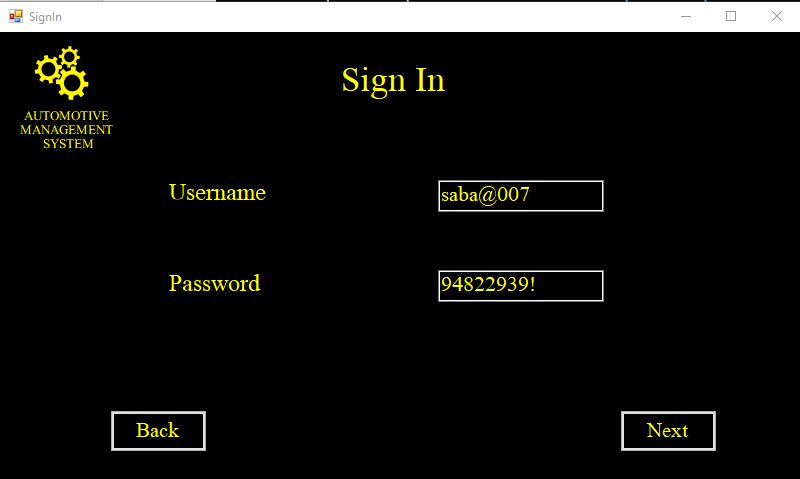 SignIn
AUTOMOTIVE
MANAGEMENT
SYSTEM
Sign In
Username
saba@007
Password
94822939!
Back
Next